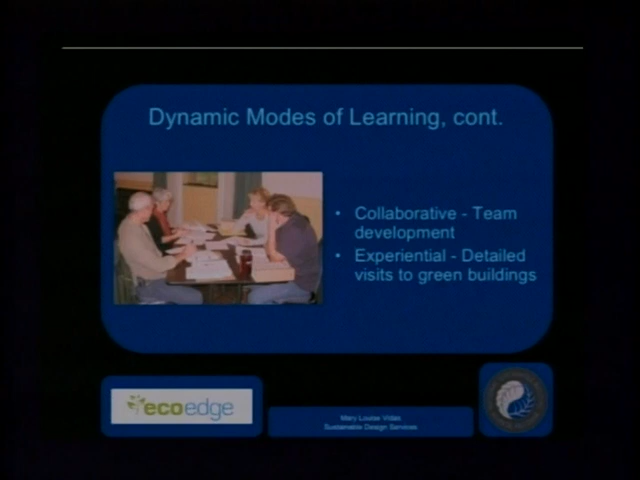 Dynamic Modes of Learning, cont.
• Collaborative - Team
development
• Experiential - Detailed
visits to green buildings
ecoedge
Mary Louise Vidas
Sustainable Design Services